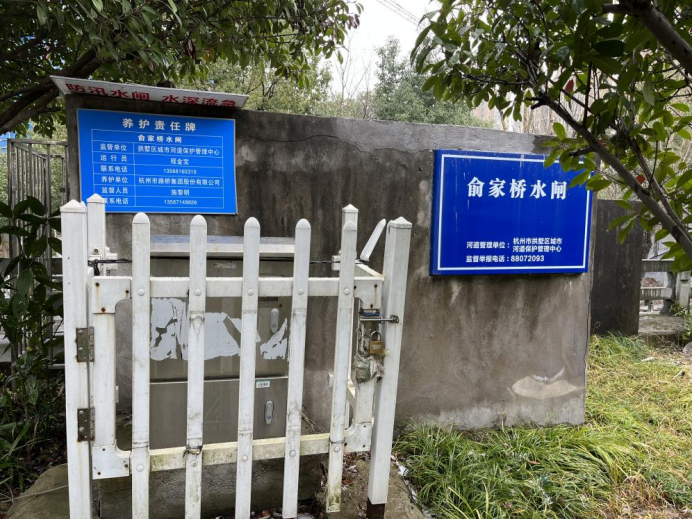 防汛水闸 水深流急
养护责任牌
俞家桥水闸
监管单位 拱墅区城市河道保护管理中心
运行员 程金宝
联系电话 13588160319
养护单位 杭州市路桥集团股份有限公司
监督人员 施黎明
联系电话 13587148826
俞家桥水闸
河道管理单位：杭州市拱墅区城市
河道保护管理中心
监督举报电话：88072093